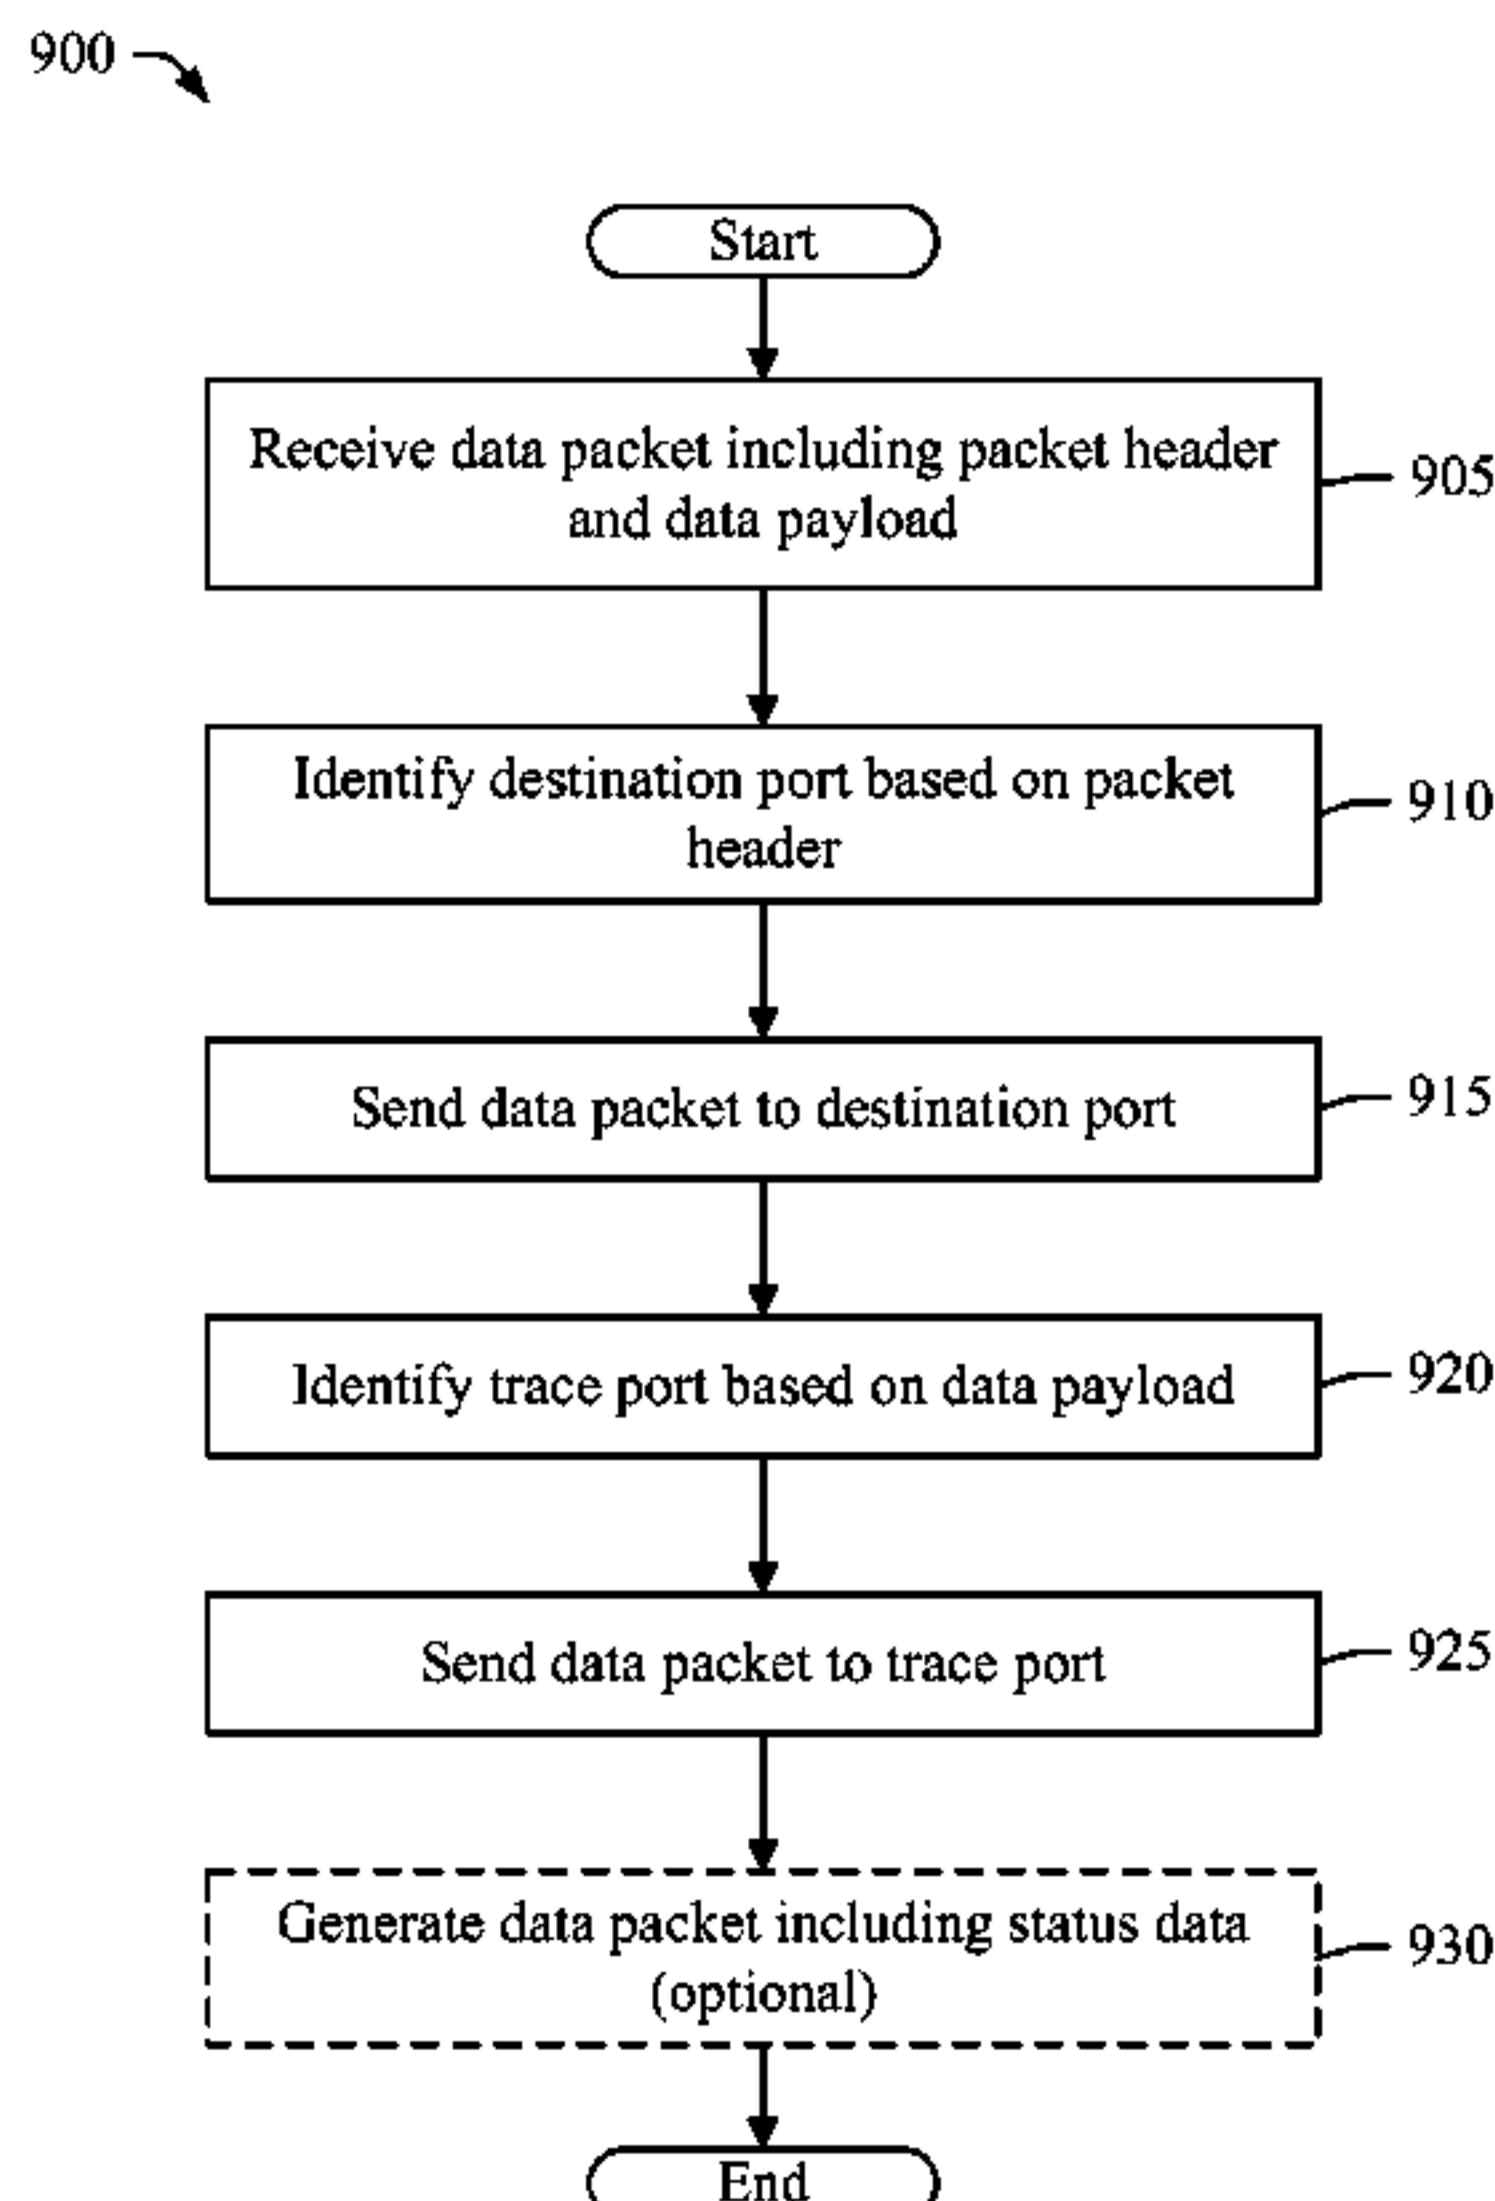 900
Start
Receive data packet including packet header
and data payload
905
Identify destination port based on packet
header
910
Send data packet to destination port
915
Identify trace port based on data payload
920
Send data packet to trace port
925
Generate data packet including status data
(optional)
930
End